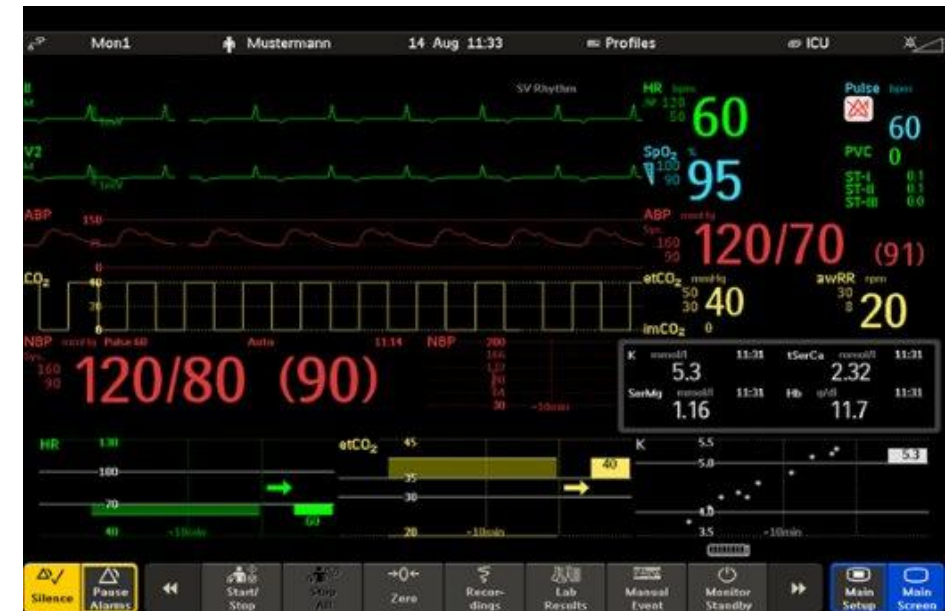 Mon1 Mustermann 14 Aug 11:33 Profiles ICU
II
SV Rhythm
1mV
HR bpm
120
50
60
Pulse bpm
60
V2
1mV
SpO₂ %
100
90
95
PVC 0
ST-I 0.1
ST-II 0.1
ST-III 0.0
ABP
150
0
ABP mmHg
Sys.
160
90
120/70 (91)
CO₂
40
20
0
etCO₂ mmHg
50
30
40
imCO₂ 0
awRR rpm
30
8
20
NBP mmHg Pulse 60 Auto 11:14 NBP
Sys.
160
90
120/80 (90)
K mmol/l 11:31 tSerCa mmol/l 11:31
5.3 2.32
SerMg mmol/l 11:31 Hb g/dl 11:31
1.16 11.7
HR 130
100
70
40 -10min
60
etCO₂ 45
35
30
20 -10min
40
K 5.5
5.0
4.0
3.5 -10min
5.3
Silence
Pause Alarms
Start/ Stop
Stop All
→0← Zero
Recor- dings
Lab Results
Manual Event
Monitor Standby
Main Setup
Main Screen